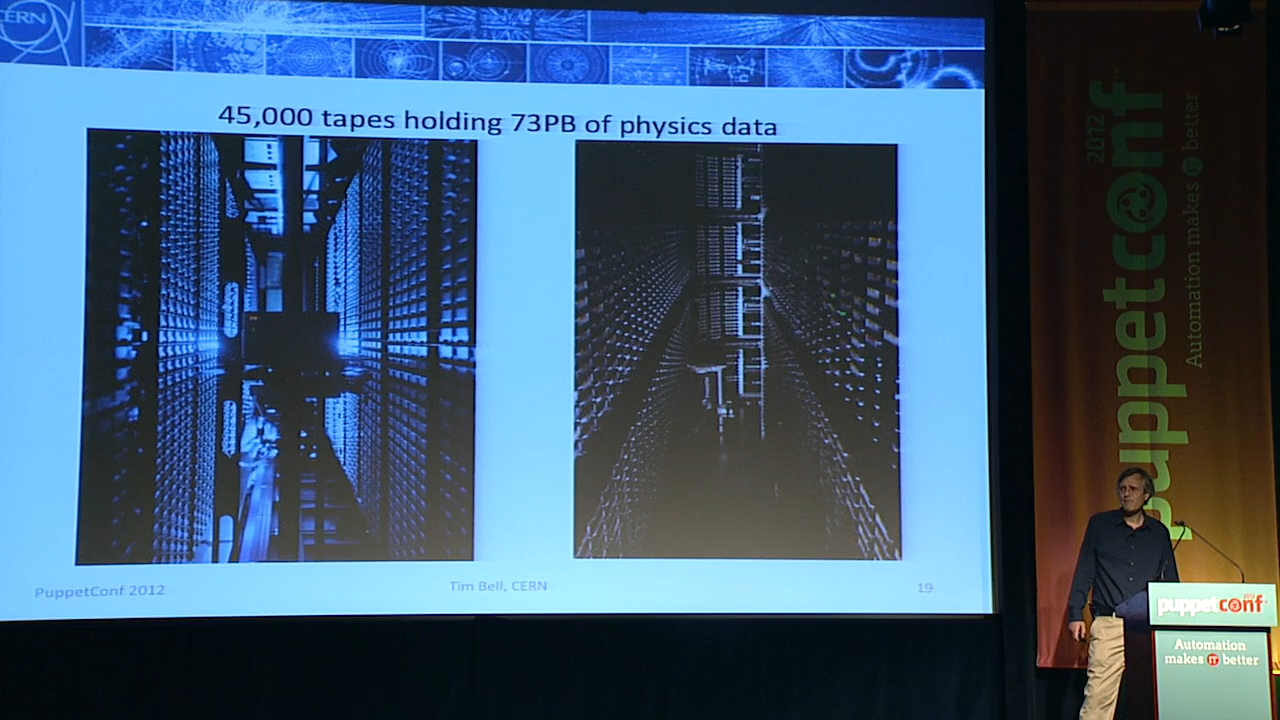 CERN
45,000 tapes holding 73PB of physics data
PuppetConf 2012
Tim Bell, CERN
19
puppetconf 2012
Automation makes IT better
puppetconf 2012
Automation
makes IT better